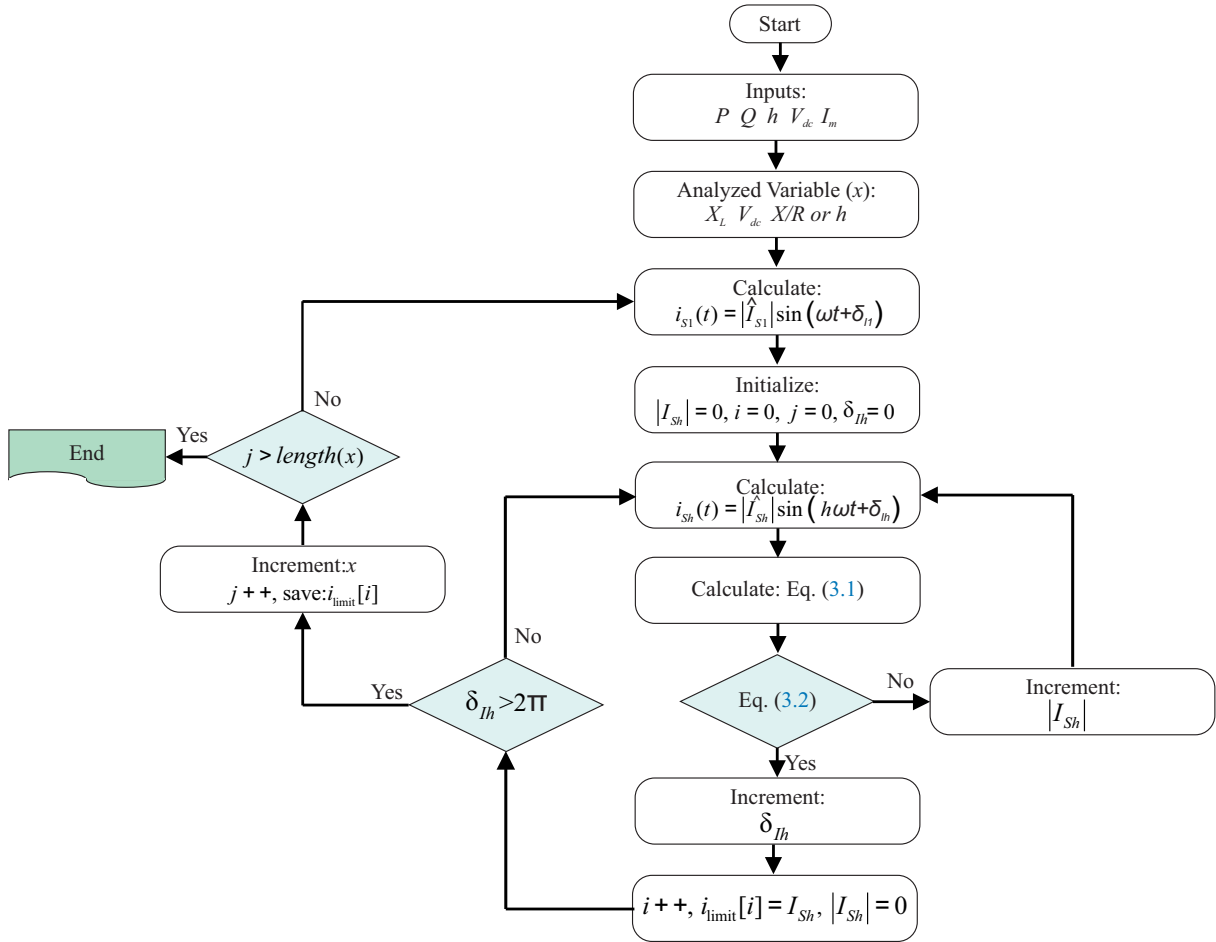 Start
Inputs:
P Q h V_dc I_m
Analyzed Variable (x):
X_L V_dc X/R or h
Calculate:
i_S1(t) = |Î_S1| sin (ωt+δ_I1)
Initialize:
|I_Sh| = 0, i = 0, j = 0, δ_Ih = 0
Calculate:
i_Sh(t) = |Î_Sh| sin (hωt+δ_Ih)
Calculate: Eq. (3.1)
Eq. (3.2)
No
Increment:
|I_Sh|
Yes
Increment:
δ_Ih
i++, i_limit[i] = I_Sh, |I_Sh| = 0
δ_Ih >2π
No
Yes
Increment:x
j++, save:i_limit[i]
j > length(x)
No
Yes
End